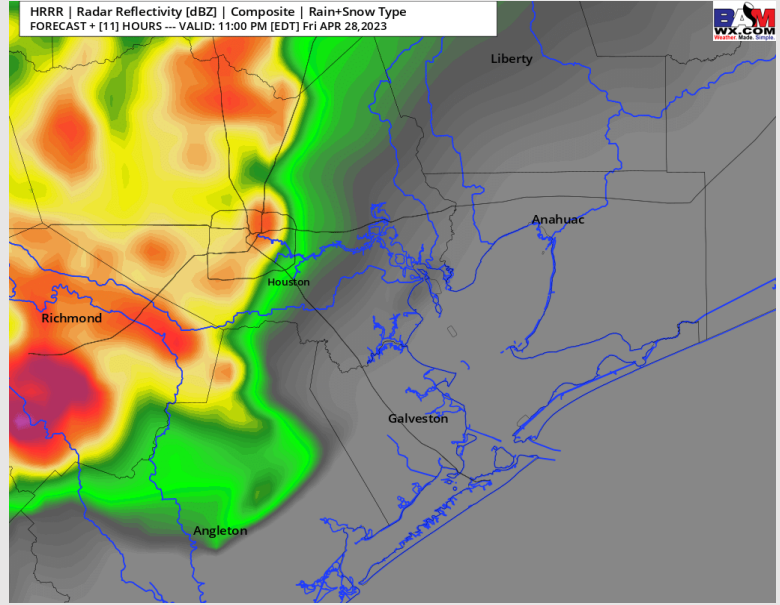 HRRR | Radar Reflectivity [dBZ] | Composite | Rain+Snow Type
FORECAST + [11] HOURS --- VALID: 11:00 PM [EDT] Fri APR 28,2023
BAM
WX.COM
Weather. Made. Simple.
Liberty
Anahuac
Houston
Richmond
Galveston
Angleton